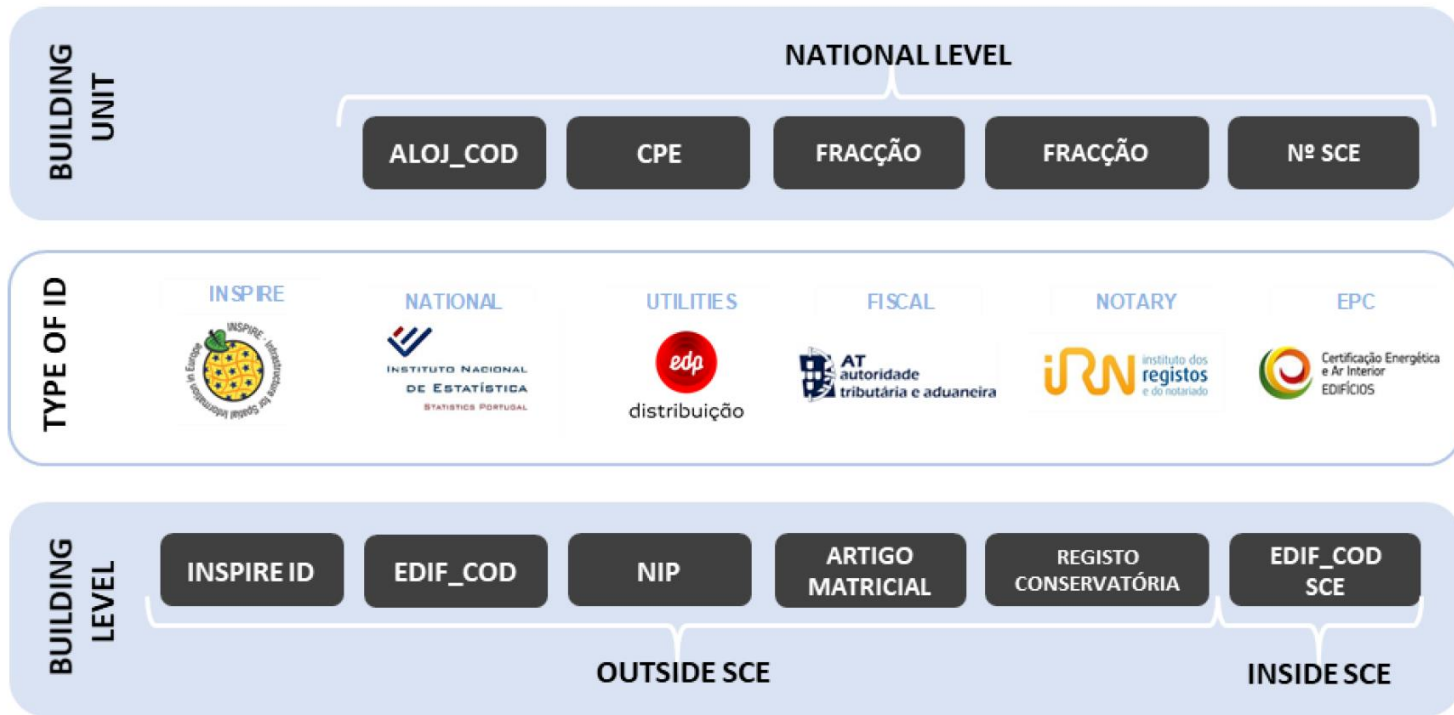 BUILDING
UNIT
NATIONAL LEVEL
ALOJ_COD
CPE
FRACÇÃO
FRACÇÃO
Nº SCE
TYPE OF ID
INSPIRE
INSPIRE - Infrastructure for Spatial Information in Europe
NATIONAL
INSTITUTO NACIONAL
DE ESTATÍSTICA
STATISTICS PORTUGAL
UTILITIES
edp
distribuição
FISCAL
AT
autoridade
tributária e aduaneira
NOTARY
iRN
instituto dos
registos
e do notariado
EPC
Certificação Energética
e Ar Interior
EDIFÍCIOS
BUILDING
LEVEL
INSPIRE ID
EDIF_COD
NIP
ARTIGO
MATRICIAL
REGISTO
CONSERVATÓRIA
EDIF_COD
SCE
OUTSIDE SCE
INSIDE SCE